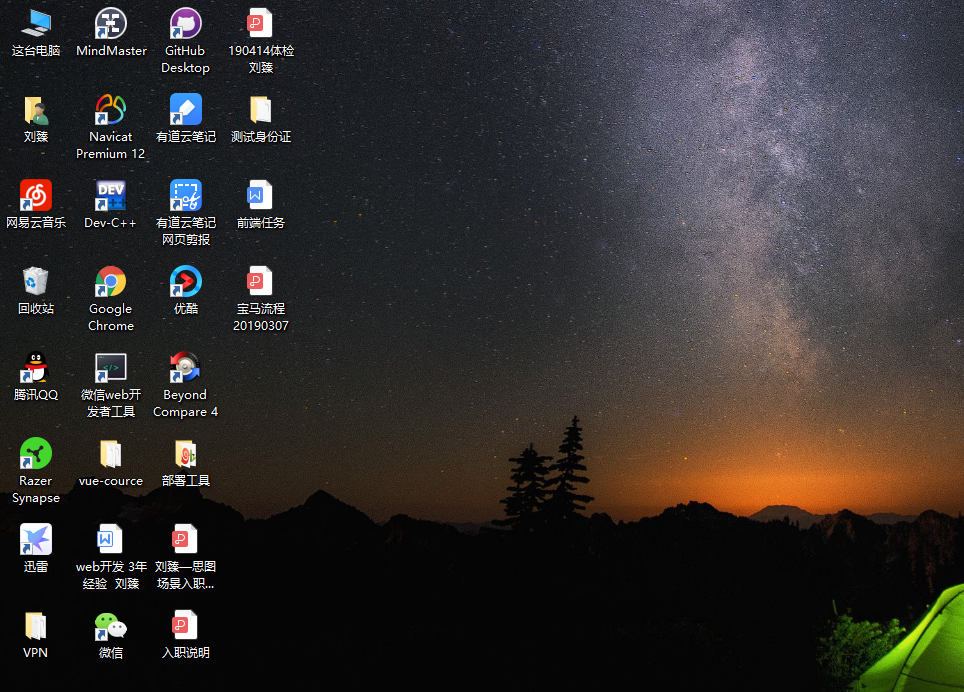 这台电脑
MindMaster
GitHub
Desktop
190414体检
刘臻
刘臻
Navicat
Premium 12
有道云笔记
测试身份证
网易云音乐
DEV
Dev-C++
有道云笔记
网页剪报
前端任务
回收站
Google
Chrome
优酷
宝马流程
20190307
腾讯QQ
微信web开
发者工具
Beyond
Compare 4
Razer
Synapse
vue-cource
部署工具
迅雷
web开发 3年
经验 刘臻
刘臻—思图
场景入职...
VPN
微信
入职说明